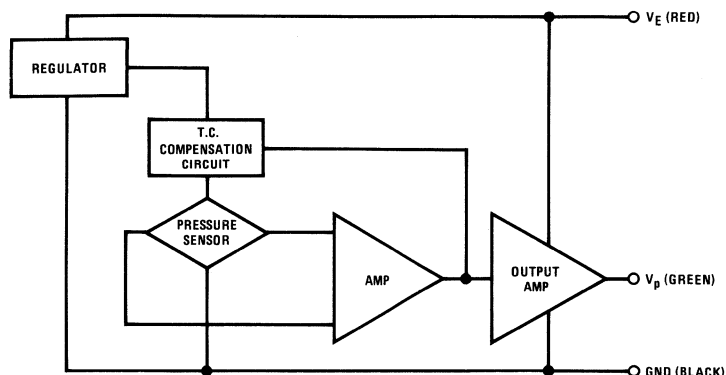 V_E (RED)
REGULATOR
T.C.
COMPENSATION
CIRCUIT
PRESSURE
SENSOR
AMP
OUTPUT
AMP
V_p (GREEN)
GND (BLACK)